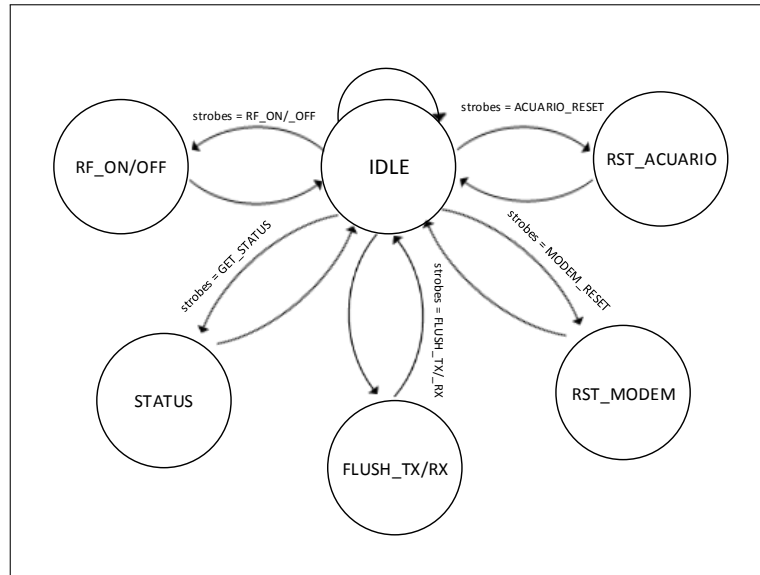 strobes = RF_ON/_OFF
strobes = ACUARIO_RESET
RF_ON/OFF
IDLE
RST_ACUARIO
strobes = GET_STATUS
strobes = FLUSH_TX/_RX
strobes = MODEM_RESET
STATUS
RST_MODEM
FLUSH_TX/RX